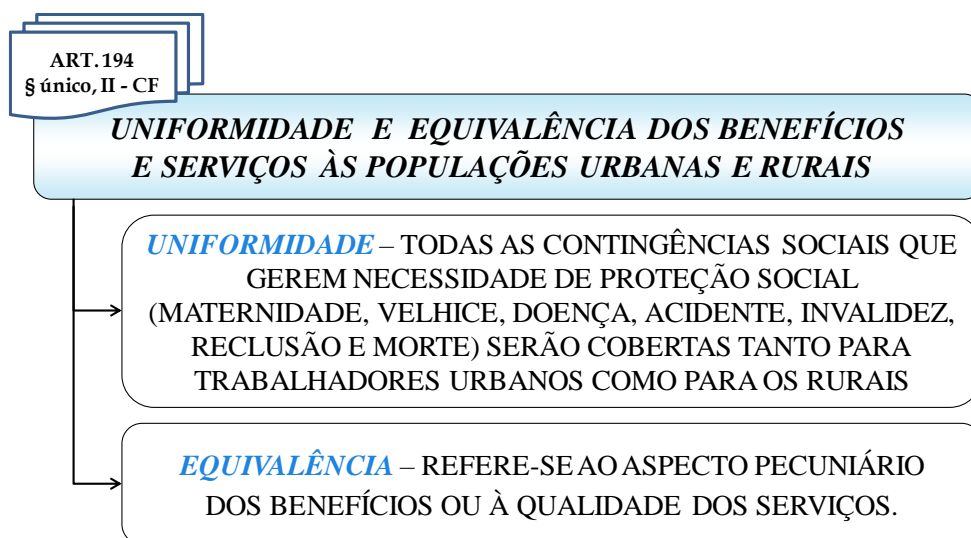 ART. 194
§ único, II - CF
UNIFORMIDADE E EQUIVALÊNCIA DOS BENEFÍCIOS
E SERVIÇOS ÀS POPULAÇÕES URBANAS E RURAIS
UNIFORMIDADE – TODAS AS CONTINGÊNCIAS SOCIAIS QUE
GEREM NECESSIDADE DE PROTEÇÃO SOCIAL
(MATERNIDADE, VELHICE, DOENÇA, ACIDENTE, INVALIDEZ,
RECLUSÃO E MORTE) SERÃO COBERTAS TANTO PARA
TRABALHADORES URBANOS COMO PARA OS RURAIS
EQUIVALÊNCIA – REFERE-SE AO ASPECTO PECUNIÁRIO
DOS BENEFÍCIOS OU À QUALIDADE DOS SERVIÇOS.